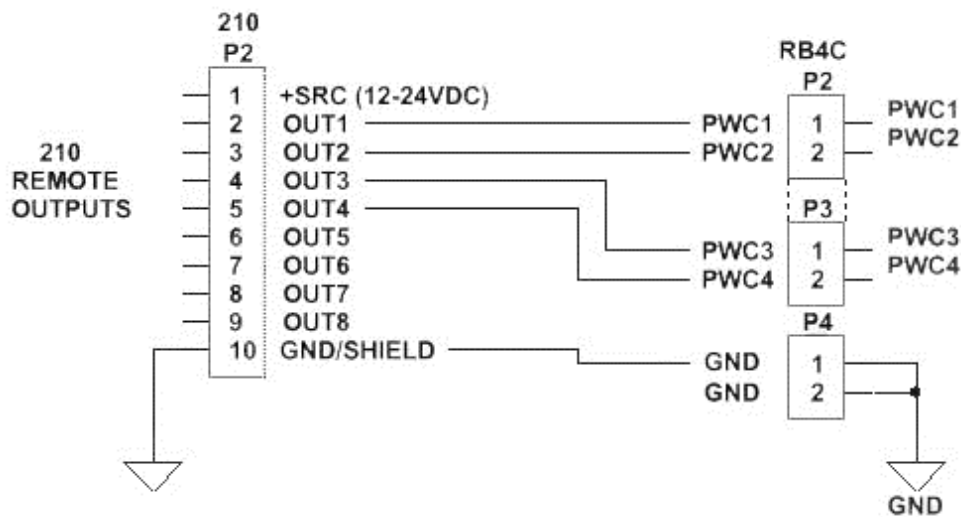 210
P2
210
REMOTE
OUTPUTS
1 +SRC (12-24VDC)
2 OUT1
3 OUT2
4 OUT3
5 OUT4
6 OUT5
7 OUT6
8 OUT7
9 OUT8
10 GND/SHIELD
RB4C
P2
PWC1 1 PWC1
PWC2 2 PWC2
P3
PWC3 1 PWC3
PWC4 2 PWC4
P4
GND 1
GND 2
GND